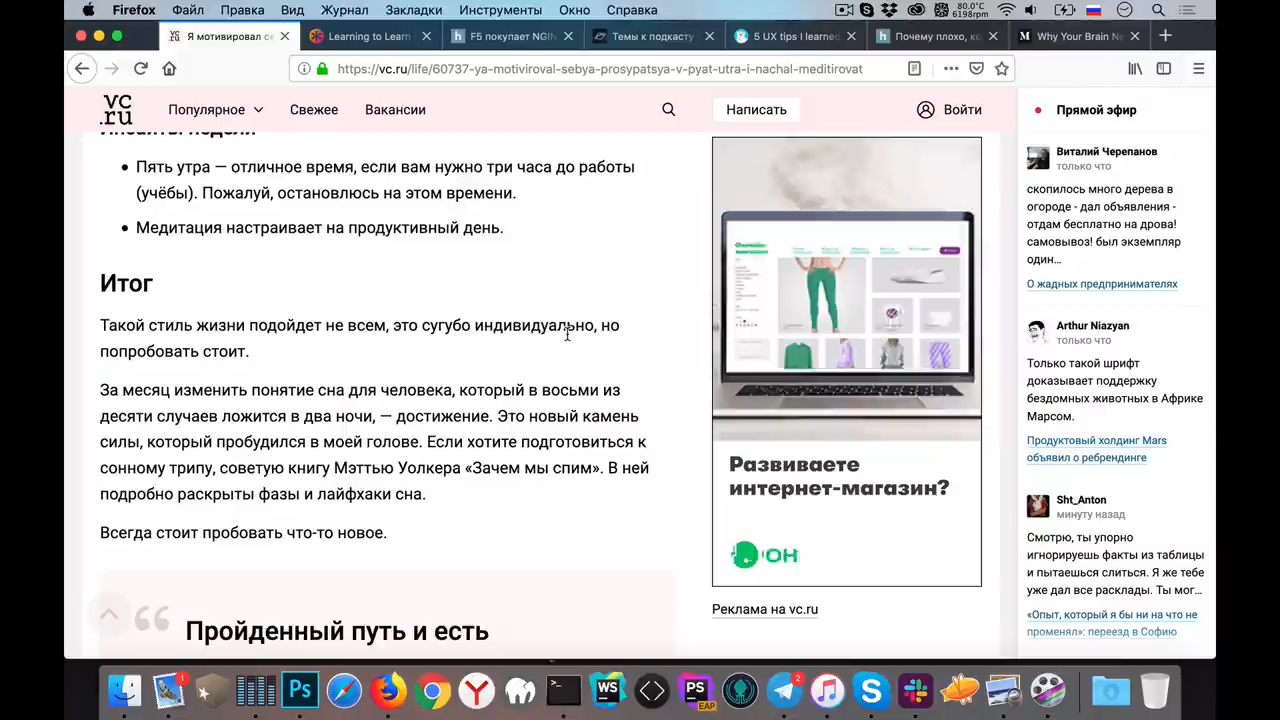 Firefox Файл Правка Вид Журнал Закладки Инструменты Окно Справка
80.0°C
6198rpm
Я мотивировал се
Learning to Learn
F5 покупает NGIN
Темы к подкасту
5 UX tips I learned
Почему плохо, ко
Why Your Brain Ne
https://vc.ru/life/60737-ya-motiviroval-sebya-prosypatsya-v-pyat-utra-i-nachal-meditirovat
vc
.ru
Популярное
Свежее
Вакансии
Написать
Войти
Инсайты недели
Пять утра — отличное время, если вам нужно три часа до работы
(учёбы). Пожалуй, остановлюсь на этом времени.
Медитация настраивает на продуктивный день.
Итог
Такой стиль жизни подойдет не всем, это сугубо индивидуально, но
попробовать стоит.
За месяц изменить понятие сна для человека, который в восьми из
десяти случаев ложится в два ночи, — достижение. Это новый камень
силы, который пробудился в моей голове. Если хотите подготовиться к
сонному трипу, советую книгу Мэттью Уолкера «Зачем мы спим». В ней
подробно раскрыты фазы и лайфхаки сна.
Всегда стоит пробовать что-то новое.
Пройденный путь и есть
Развиваете
интернет-магазин?
ОН
Реклама на vc.ru
Прямой эфир
Виталий Черепанов
только что
скопилось много дерева в
огороде - дал объявления -
отдам бесплатно на дрова!
самовывоз! был экземпляр
один…
О жадных предпринимателях
Arthur Niazyan
только что
Только такой шрифт
доказывает поддержку
бездомных животных в Африке
Марсом.
Продуктовый холдинг Mars
объявил о ребрендинге
Sht_Anton
минуту назад
Смотрю, ты упорно
игнорируешь факты из таблицы
и пытаешься слиться. Я же тебе
уже дал все расклады. Ты мог…
«Опыт, который я бы ни на что не
променял»: переезд в Софию
1
Ps
WS
PS
EAP
2